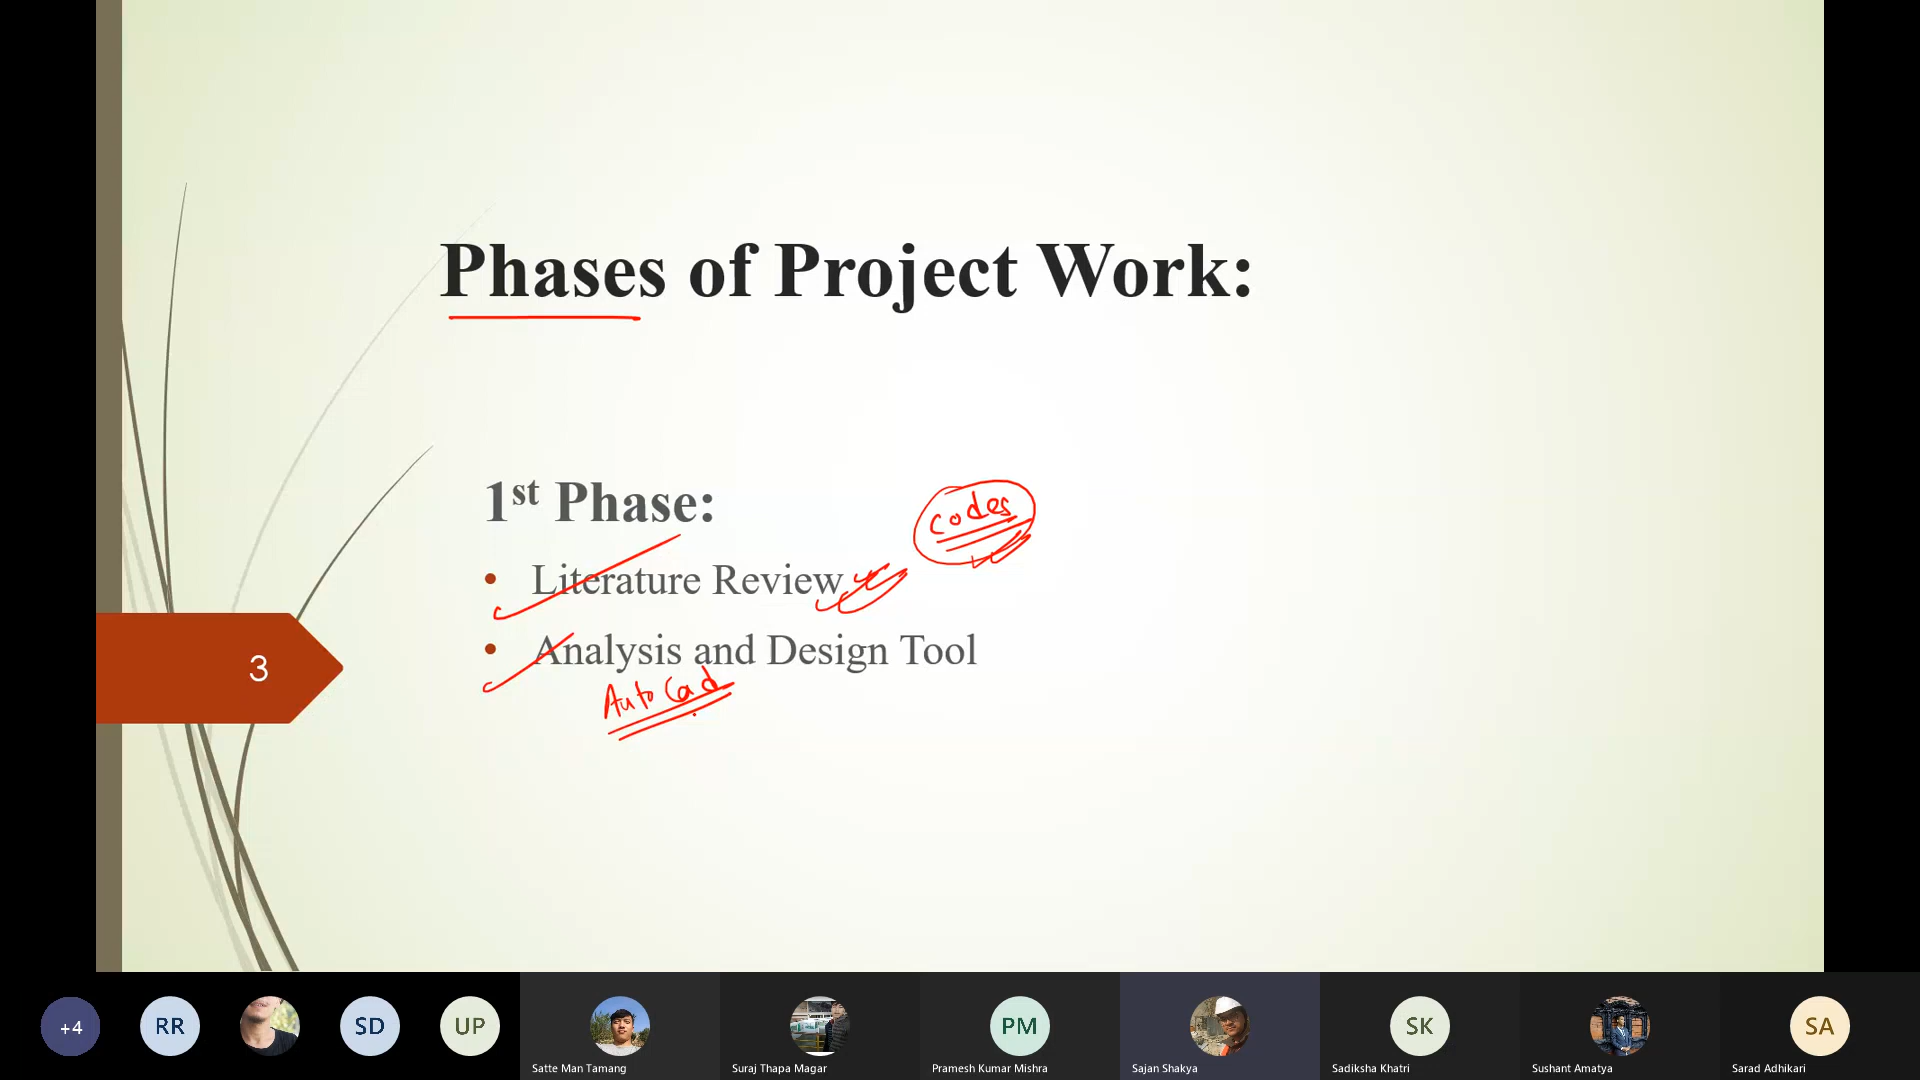 Phases of Project Work:
1st Phase:
codes
• Literature Review
• Analysis and Design Tool
AutoCad
3
+4
RR
SD
UP
PM
SK
SA
Satte Man Tamang
Suraj Thapa Magar
Pramesh Kumar Mishra
Sajan Shakya
Sadiksha Khatri
Sushant Amatya
Sarad Adhikari